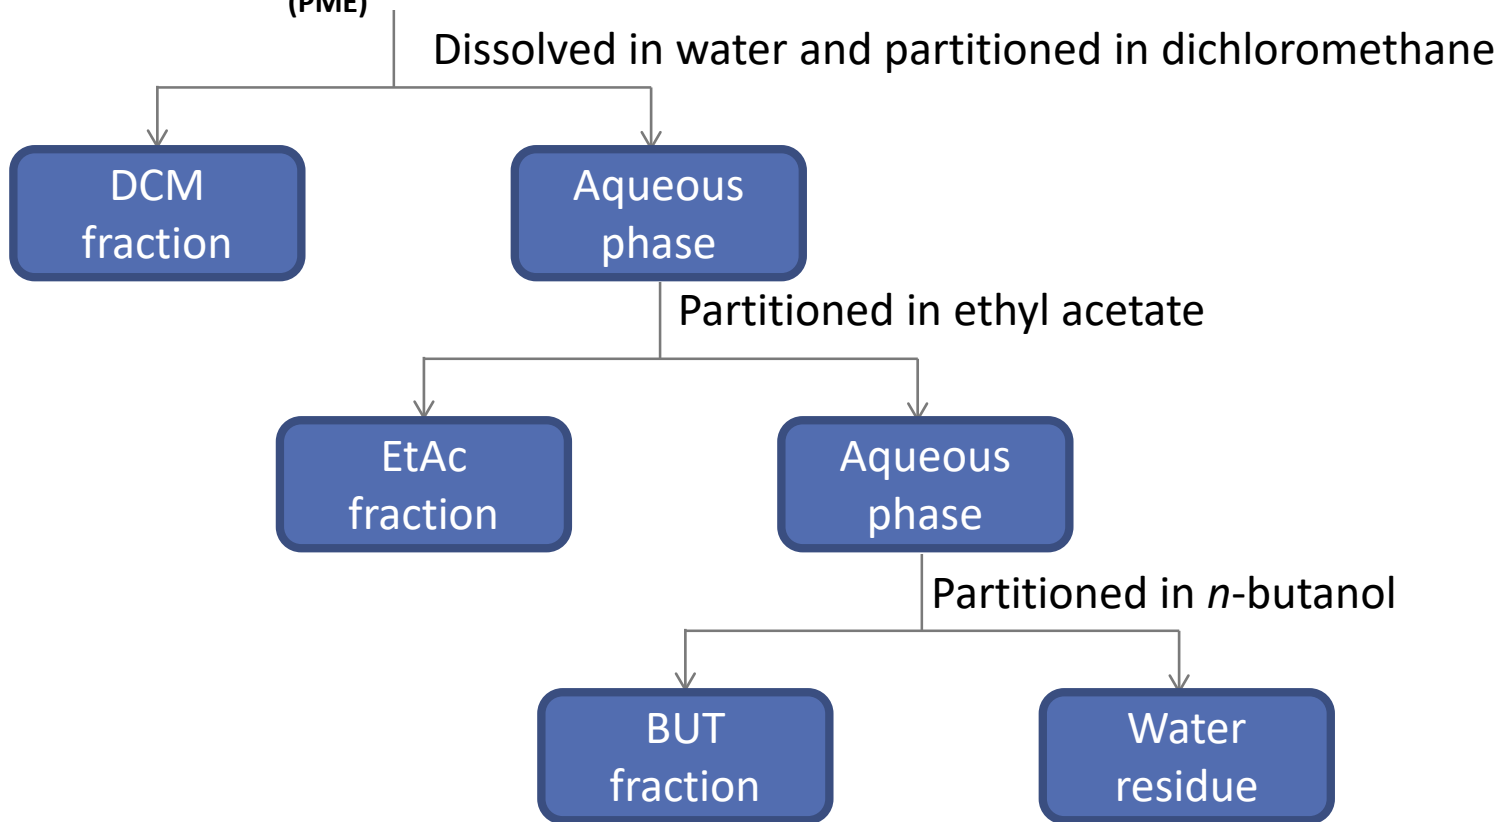 (PME)
Dissolved in water and partitioned in dichloromethane
DCM
fraction
Aqueous
phase
Partitioned in ethyl acetate
EtAc
fraction
Aqueous
phase
Partitioned in n-butanol
BUT
fraction
Water
residue